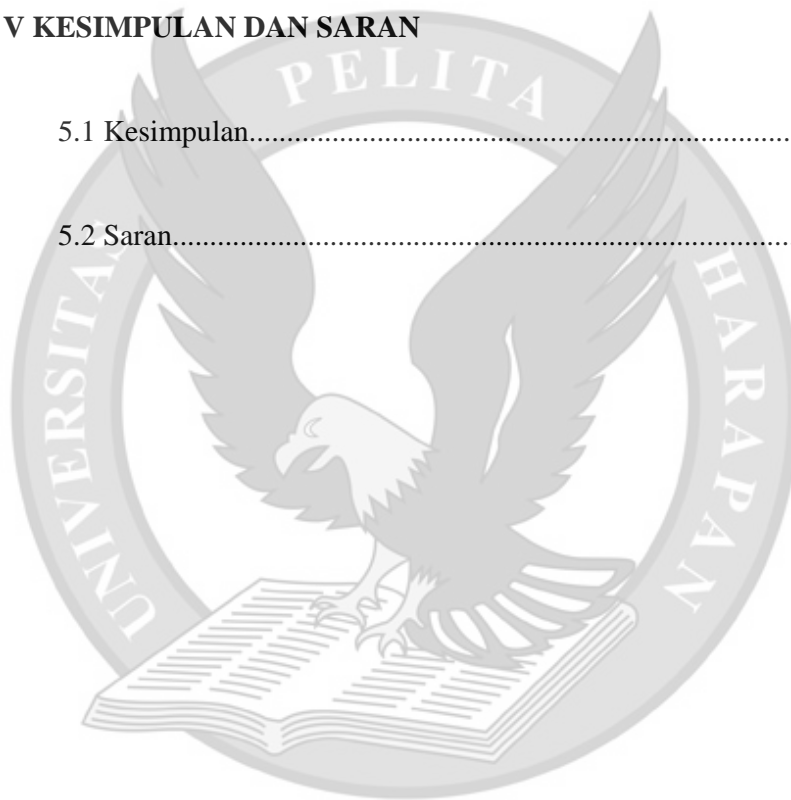 V KESIMPULAN DAN SARAN
PELITA
5.1 Kesimpulan........................................................................
5.2 Saran..................................................................................
UNIVERSITAS
HARAPAN